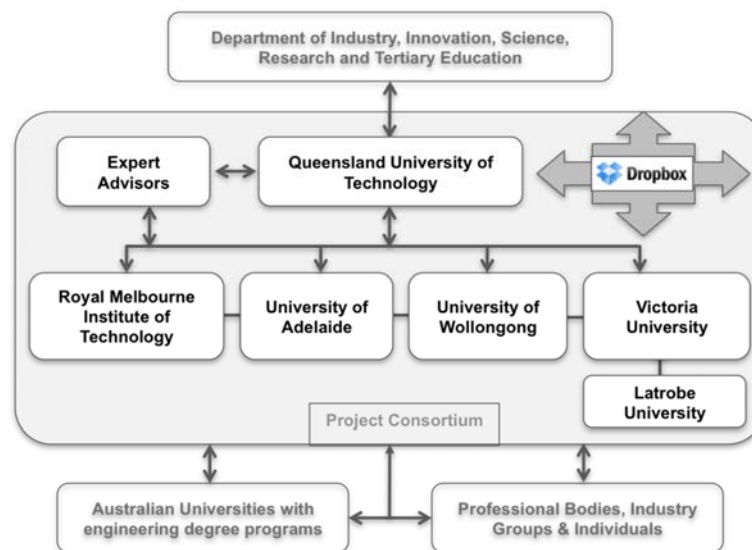 Department of Industry, Innovation, Science,
Research and Tertiary Education
Expert
Advisors
Queensland University of
Technology
Dropbox
Royal Melbourne
Institute of
Technology
University of
Adelaide
University of
Wollongong
Victoria
University
Latrobe
University
Project Consortium
Australian Universities with
engineering degree programs
Professional Bodies, Industry
Groups & Individuals